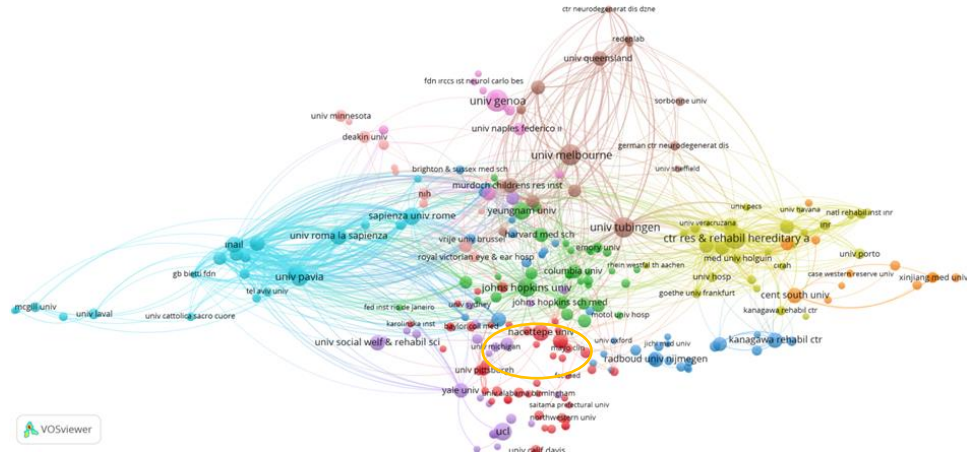 ctr neurodegenerat dis dzne
redenlab
univ queensland
fdn irccs ist neurol carlo bes
univ genoa
sorbonne univ
univ minnesota
univ naples federico ii
deakin univ
german ctr neurodegenerat dis
univ melbourne
brighton & sussex med sch
univ sheffield
murdoch childrens res inst
nih
yeungnam univ
univ pecs
univ havana
natl rehabil inst inr
sapienza univ rome
univ veracruzana
inr
univ tubingen
univ roma la sapienza
harvard med sch
ctr res & rehabil hereditary a
vrije univ brussel
inail
emory univ
royal victorian eye & ear hosp
med univ holguin
univ porto
rhein westfal th aachen
cirah
gb bietti fdn
columbia univ
univ pavia
univ hosp
case western reserve univ
xinjiang med univ
johns hopkins univ
tel aviv univ
goethe univ frankfurt
cent south univ
mcgill univ
univ laval
univ cattolica sacro cuore
fed inst rio de janeiro
univ sydney
johns hopkins sch med
motol univ hosp
kanagawa rehabil ctr
karolinska inst
baylor coll med
hacettepe univ
univ social welf & rehabil sci
univ michigan
mayo clin
univ oxford
jichi med univ
kanagawa rehabil ctr
radboud univ nijmegen
univ pittsburgh
yale univ
univ alabama birmingham
saitama prefectural univ
northwestern univ
ucl
univ calif davis
VOSviewer